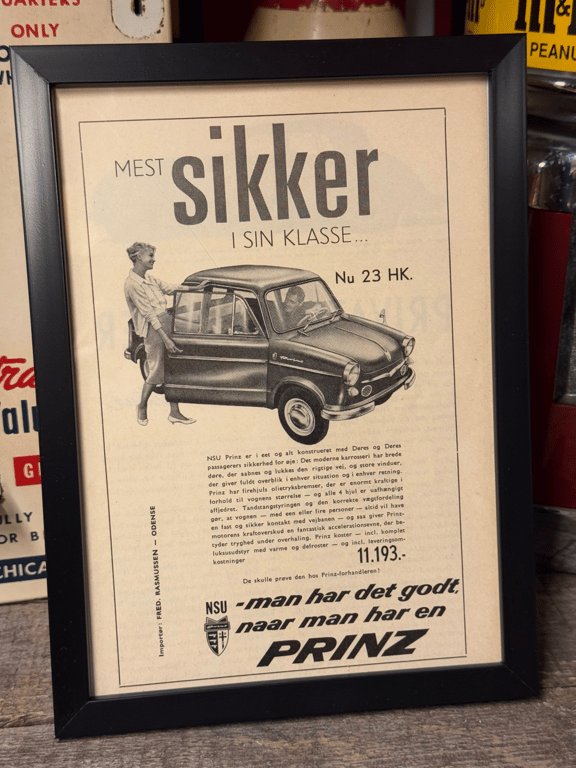 UARTERS
ONLY
M&
PEANU
MEST sikker
I SIN KLASSE...
Nu 23 HK.
NSU Prinz er i eet og alt konstrueret med Deres og Deres
passagerers sikkerhed for øje: Det moderne karrosseri har brede
døre, der aabnes og lukkes den rigtige vej, og store vinduer,
der giver fuldt overblik i enhver situation og i enhver retning.
Prinz har firehjuls olietryksbremser, der er enormt kraftige i
forhold til vognens størrelse — og alle 4 hjul er uafhængigt
affjedret. Tandstangstyringen og den korrekte vægtfordeling
gør, at vognen — med een eller fire personer — altid vil have
en fast og sikker kontakt med vejbanen — og saa giver Prinz-
motorens kraftoverskud en fantastisk accelerationsevne, der be-
tyder tryghed under overhaling. Prinz koster — incl. komplet
luksusudstyr med varme og defroster — og incl. leveringsom-
kostninger 11.193.-
De skulle prøve den hos Prinz-forhandleren!
Importør: FRED. RASMUSSEN - ODENSE
NSU
-man har det godt,
naar man har en
PRINZ
alu
G
ULLY
OR B
CHICA